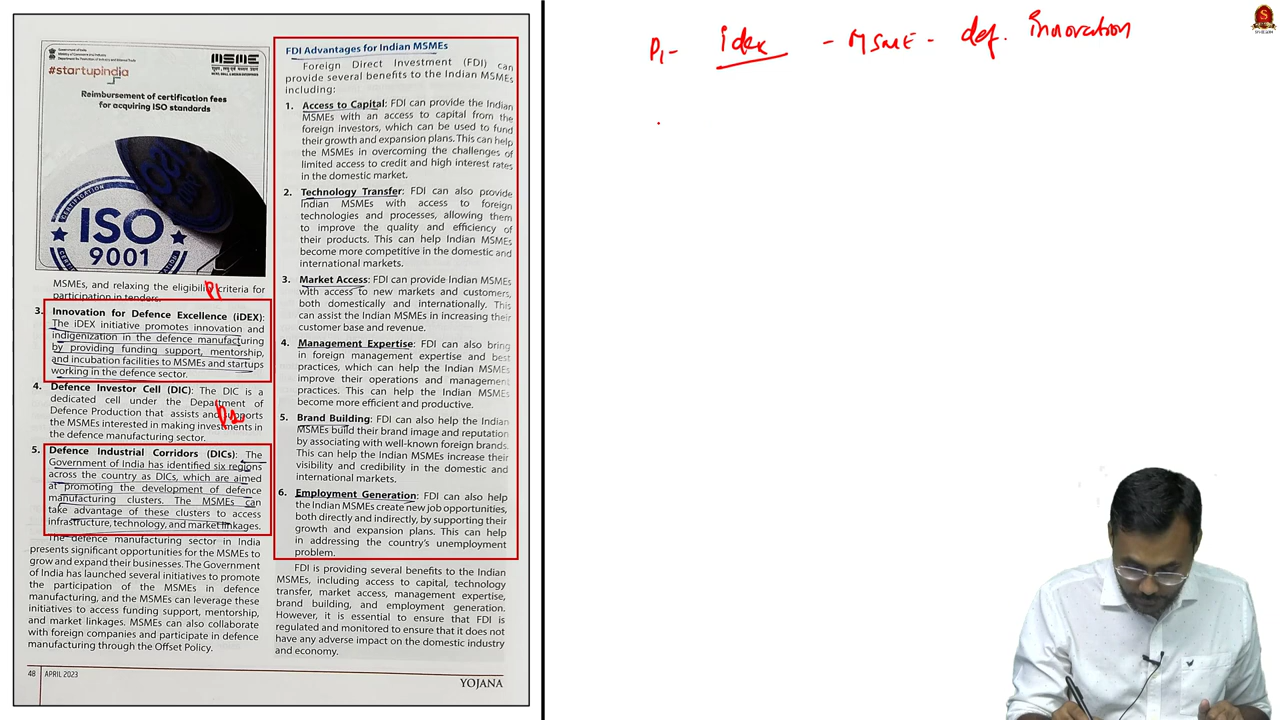 Government of India
Ministry of Commerce and Industry
Department for Promotion of Industry and Internal Trade
#startupindia
MSME
Reimbursement of certification fees
for acquiring ISO standards
CERTIFICATION
ISO
9001
CERTIFICATION
MSMEs, and relaxing the eligibility criteria for
participation in tenders.
P1
3. Innovation for Defence Excellence (iDEX):
The iDEX initiative promotes innovation and
indigenization in the defence manufacturing
by providing funding support, mentorship,
and incubation facilities to MSMEs and startups
working in the defence sector.
4. Defence Investor Cell (DIC): The DIC is a
dedicated cell under the Department of
Defence Production that assists and supports
the MSMEs interested in making investments in
the defence manufacturing sector.
P2
5. Defence Industrial Corridors (DICs): The
Government of India has identified six regions
across the country as DICs, which are aimed
at promoting the development of defence
manufacturing clusters. The MSMEs can
take advantage of these clusters to access
infrastructure, technology, and market linkages.
The defence manufacturing sector in India
presents significant opportunities for the MSMEs to
grow and expand their businesses. The Government
of India has launched several initiatives to promote
the participation of the MSMEs in defence
manufacturing, and the MSMEs can leverage these
initiatives to access funding support, mentorship,
and market linkages. MSMEs can also collaborate
with foreign companies and participate in defence
manufacturing through the Offset Policy.
48 APRIL 2023
FDI Advantages for Indian MSMEs
Foreign Direct Investment (FDI) can
provide several benefits to the Indian MSMEs
including:
1. Access to Capital: FDI can provide the Indian
MSMEs with an access to capital from the
foreign investors, which can be used to fund
their growth and expansion plans. This can help
the MSMEs in overcoming the challenges of
limited access to credit and high interest rates
in the domestic market.
2. Technology Transfer: FDI can also provide
Indian MSMEs with access to foreign
technologies and processes, allowing them
to improve the quality and efficiency of
their products. This can help Indian MSMEs
become more competitive in the domestic and
international markets.
3. Market Access: FDI can provide Indian MSMEs
with access to new markets and customers,
both domestically and internationally. This
can assist the Indian MSMEs in increasing their
customer base and revenue.
4. Management Expertise: FDI can also bring
in foreign management expertise and best
practices, which can help the Indian MSMEs
improve their operations and management
practices. This can help the Indian MSMEs
become more efficient and productive.
5. Brand Building: FDI can also help the Indian
MSMEs build their brand image and reputation
by associating with well-known foreign brands.
This can help the Indian MSMEs increase their
visibility and credibility in the domestic and
international markets.
6. Employment Generation: FDI can also help
the Indian MSMEs create new job opportunities,
both directly and indirectly, by supporting their
growth and expansion plans. This can help
in addressing the country's unemployment
problem.
FDI is providing several benefits to the Indian
MSMEs, including access to capital, technology
transfer, market access, management expertise,
brand building, and employment generation.
However, it is essential to ensure that FDI is
regulated and monitored to ensure that it does not
have any adverse impact on the domestic industry
and economy.
YOJANA
P1 - idex - MSME - def. innovation